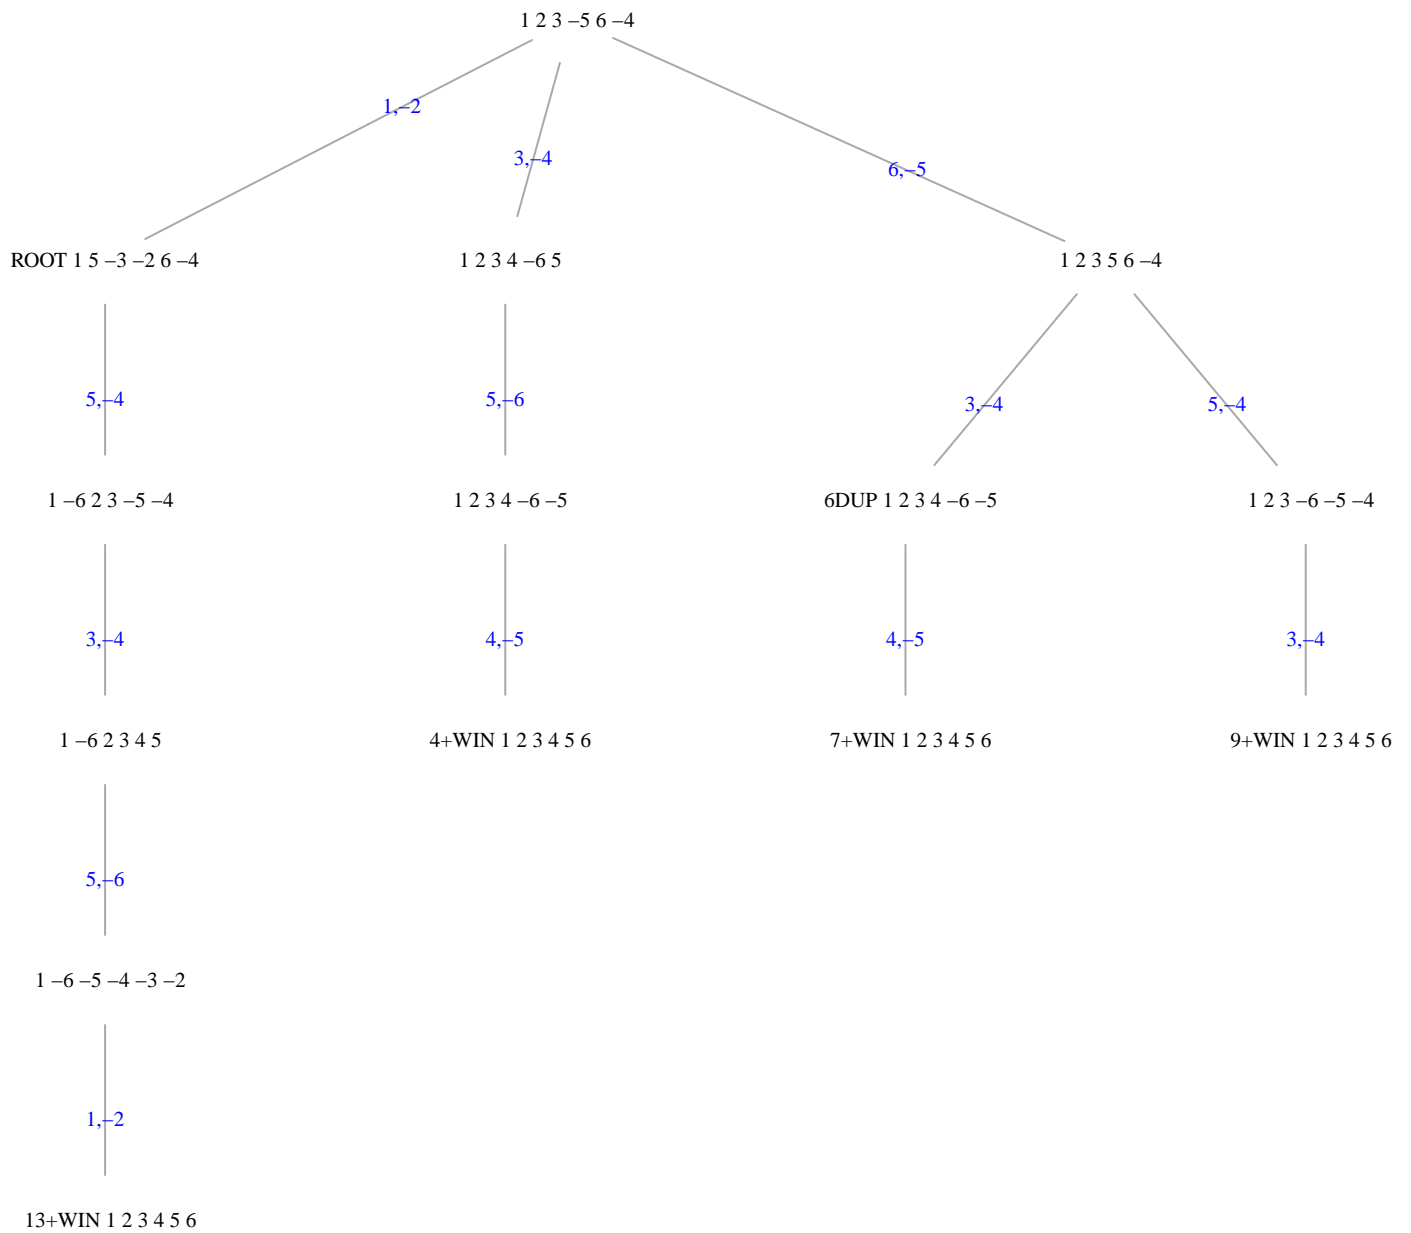 1 2 3 –5 6 –4
1,–2
3,–4
6,–5
ROOT 1 5 –3 –2 6 –4
1 2 3 4 –6 5
1 2 3 5 6 –4
5,–4
5,–6
3,–4
5,–4
1 –6 2 3 –5 –4
1 2 3 4 –6 –5
6DUP 1 2 3 4 –6 –5
1 2 3 –6 –5 –4
3,–4
4,–5
4,–5
3,–4
1 –6 2 3 4 5
4+WIN 1 2 3 4 5 6
7+WIN 1 2 3 4 5 6
9+WIN 1 2 3 4 5 6
5,–6
1 –6 –5 –4 –3 –2
1,–2
13+WIN 1 2 3 4 5 6